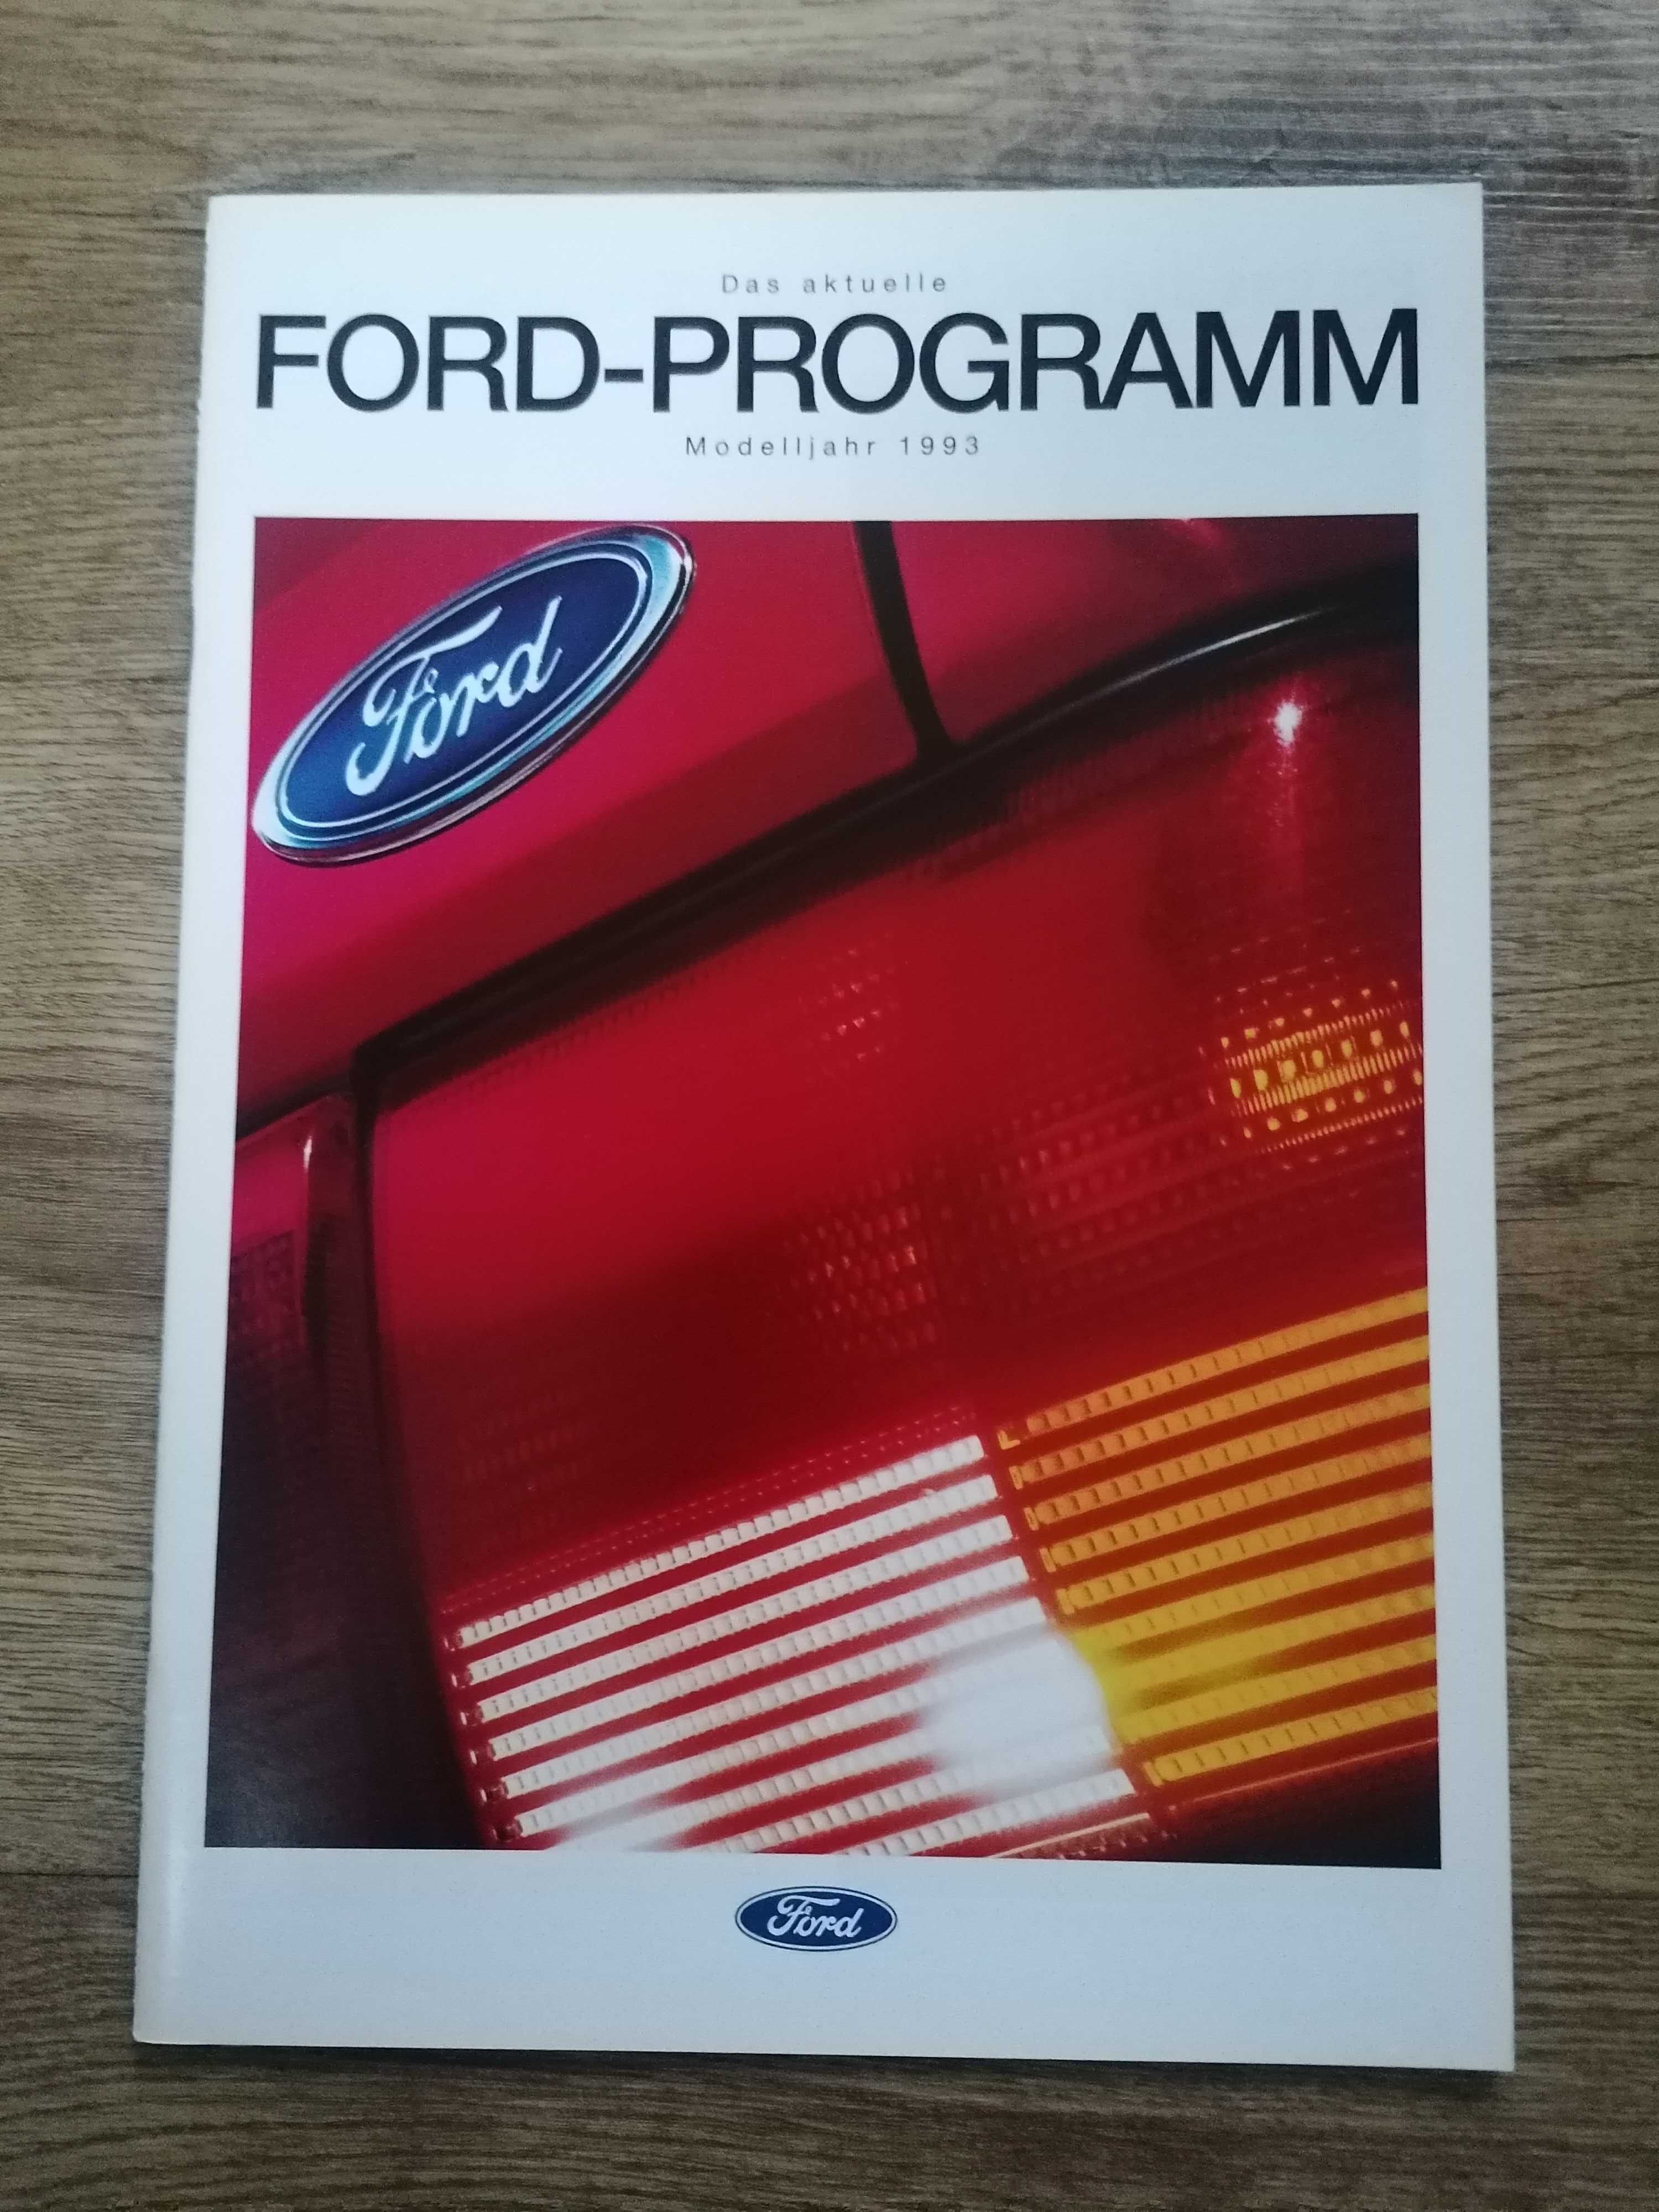 Das aktuelle
FORD-PROGRAMM
Modelljahr 1993
Ford
Ford